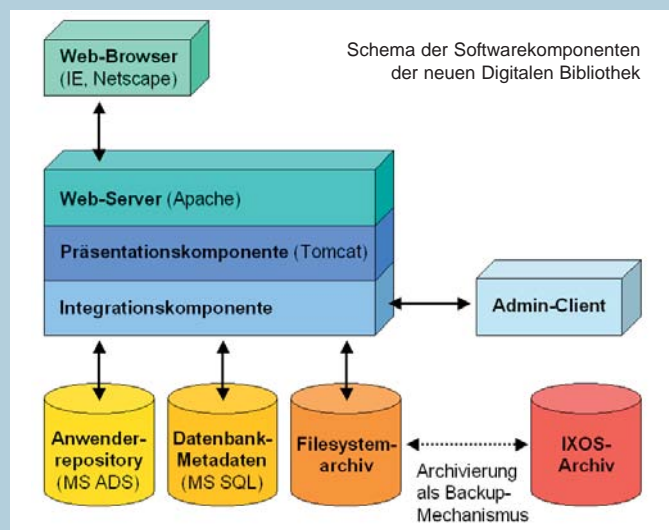 Schema der Softwarekomponenten
der neuen Digitalen Bibliothek
Web-Browser
(IE, Netscape)
Web-Server (Apache)
Präsentationskomponente (Tomcat)
Integrationskomponente
Admin-Client
Anwender-
repository
(MS ADS)
Datenbank-
Metadaten
(MS SQL)
Filesystem-
archiv
Archivierung
als Backup-
Mechanismus
IXOS-
Archiv